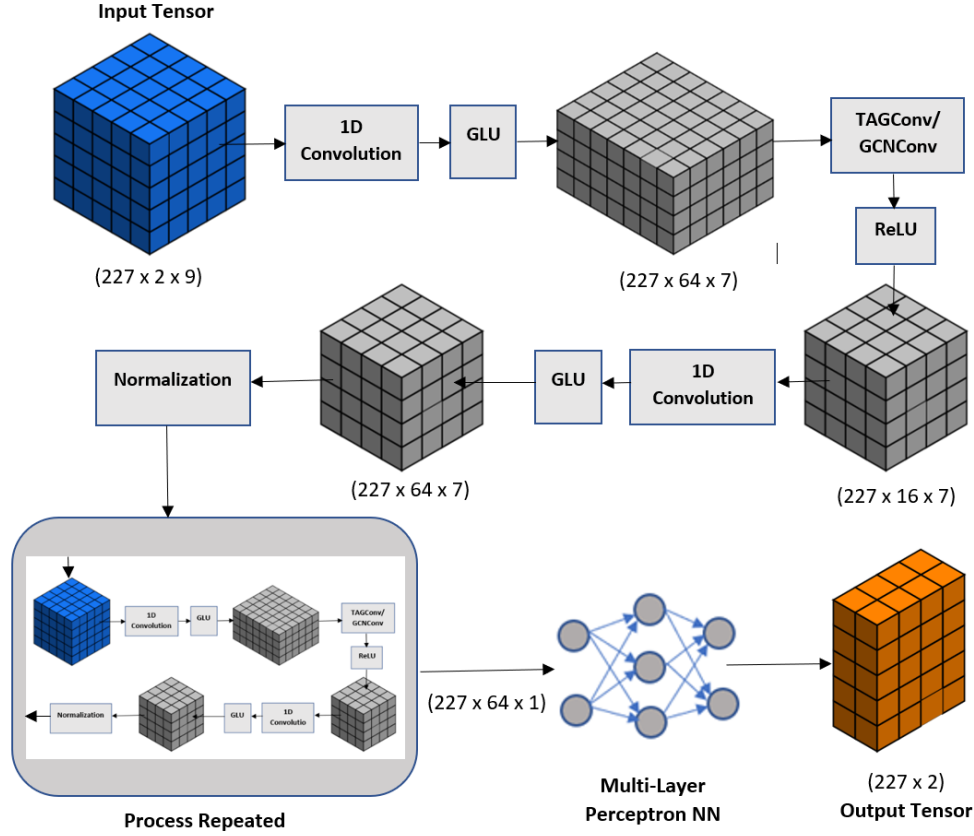 Input Tensor
1D
Convolution
GLU
TAGConv/
GCNConv
ReLU
(227 x 2 x 9)
(227 x 64 x 7)
Normalization
GLU
1D
Convolution
(227 x 64 x 7)
(227 x 16 x 7)
1D
Convolution
GLU
TAGConv/
GCNConv
ReLU
Normalization
GLU
1D
Convolutio
(227 x 64 x 1)
Process Repeated
Multi-Layer
Perceptron NN
(227 x 2)
Output Tensor